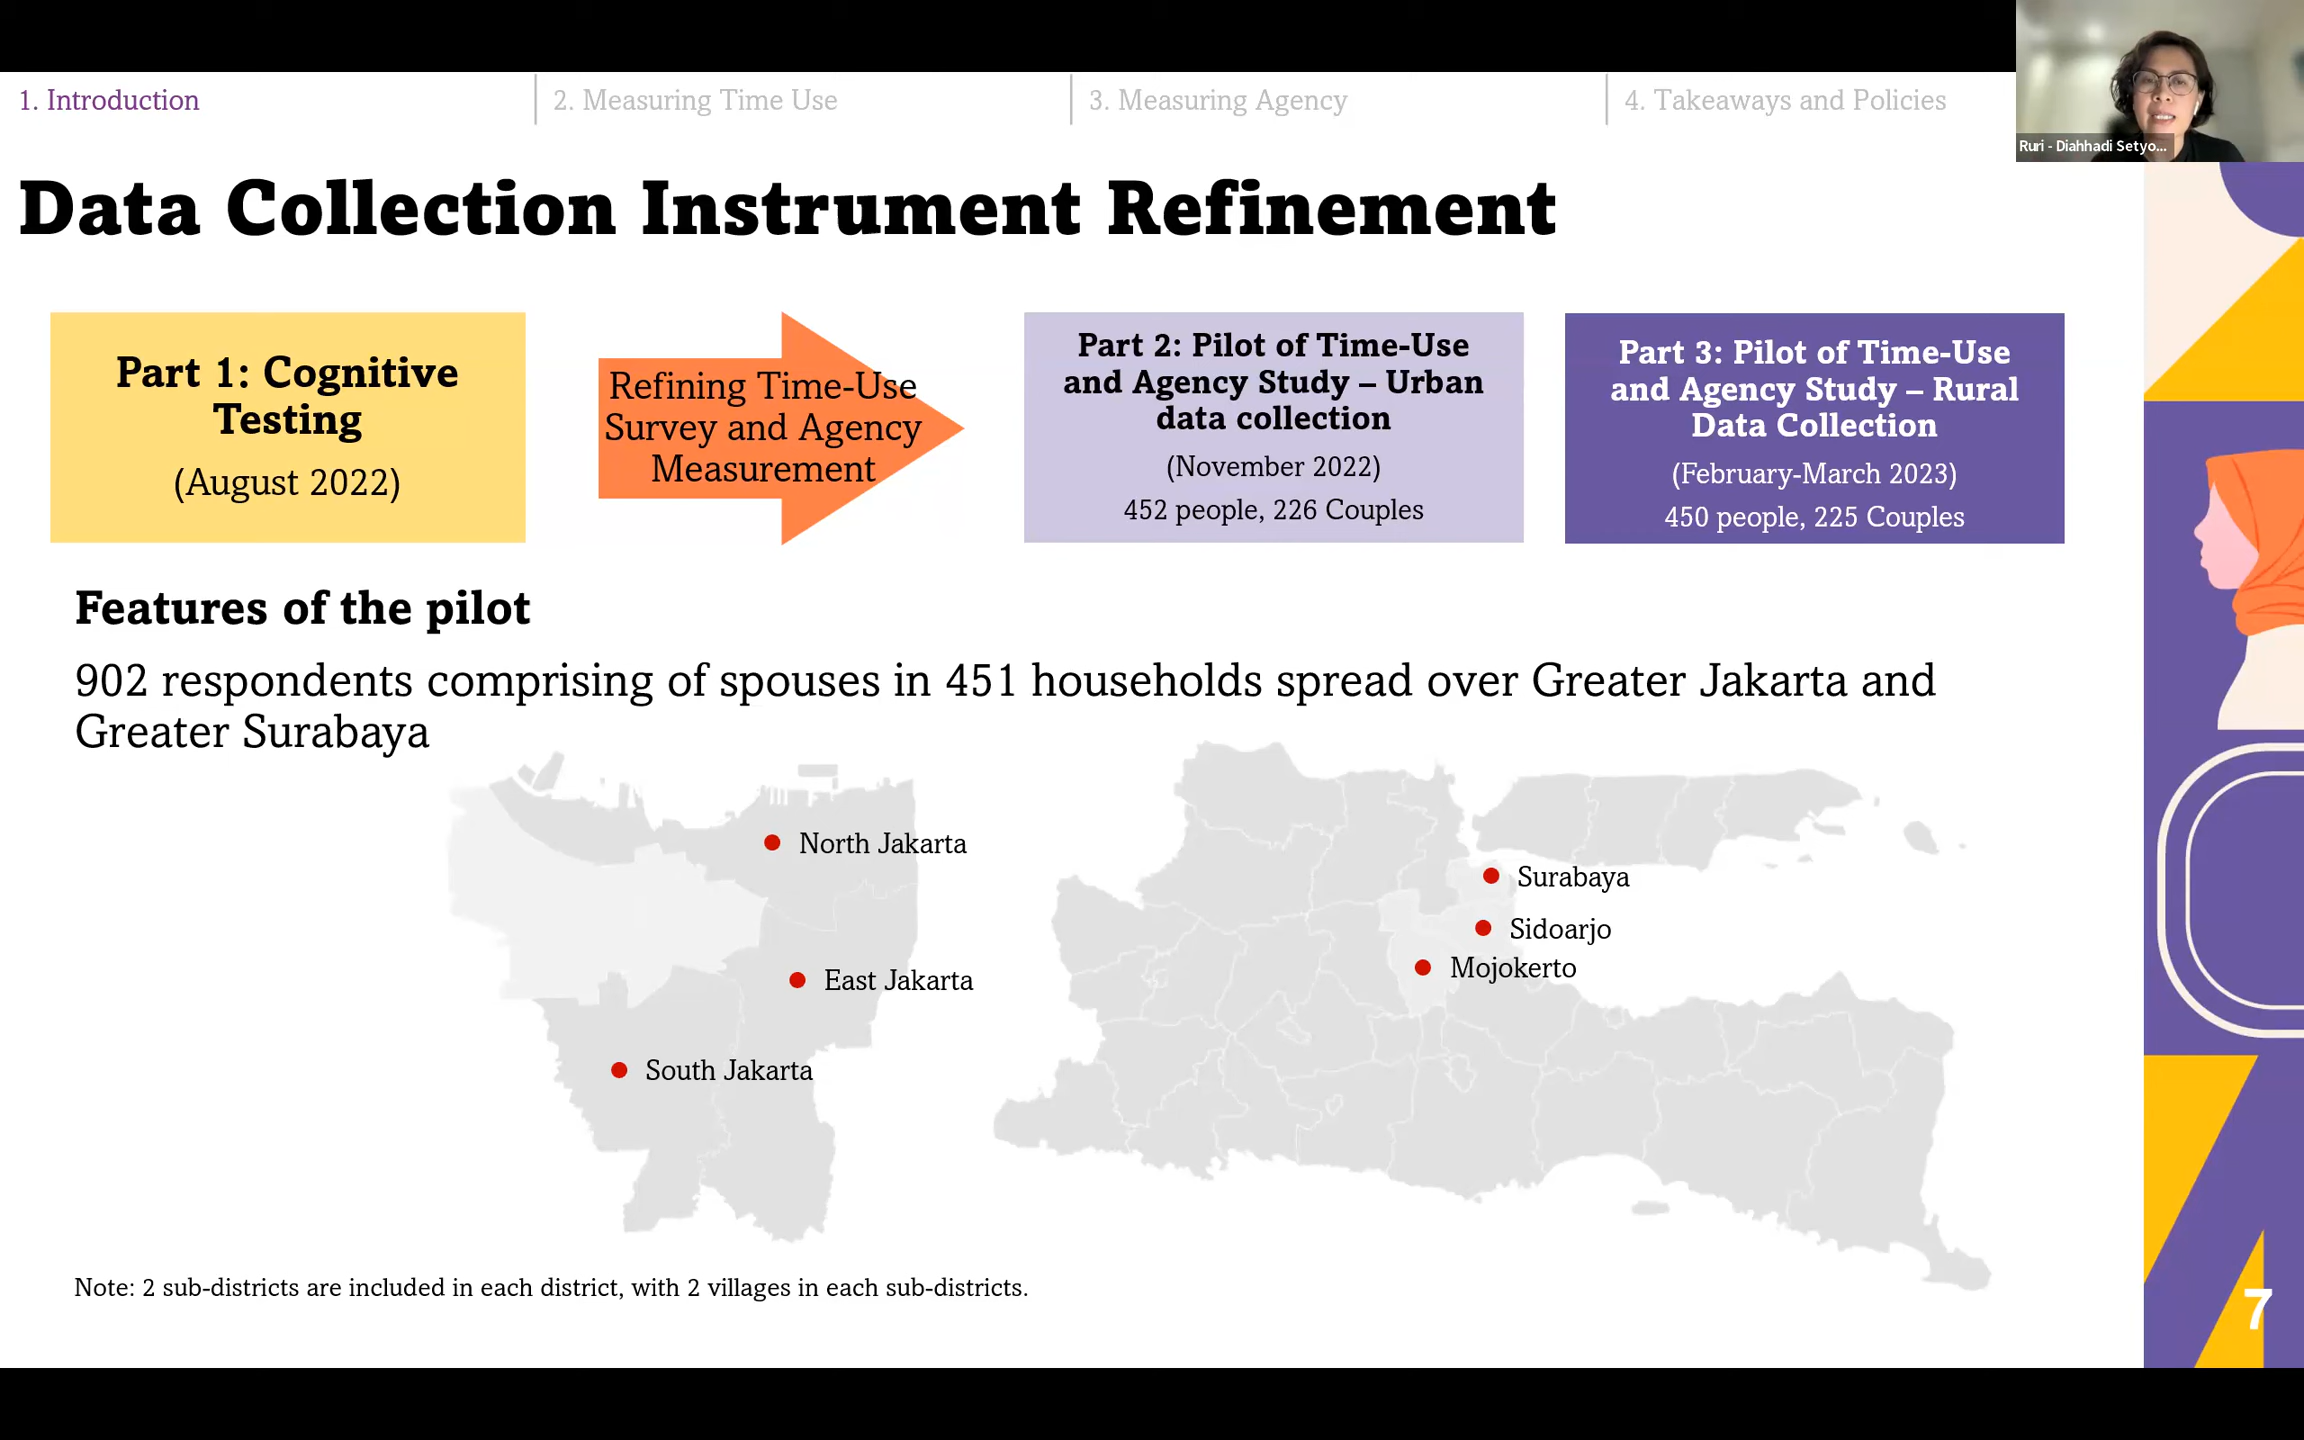 1. Introduction
2. Measuring Time Use
3. Measuring Agency
4. Takeaways and Policies
Ruri - Diahhadi Setyo...
Data Collection Instrument Refinement
Part 1: Cognitive
Testing
(August 2022)
Refining Time-Use
Survey and Agency
Measurement
Part 2: Pilot of Time-Use
and Agency Study – Urban
data collection
(November 2022)
452 people, 226 Couples
Part 3: Pilot of Time-Use
and Agency Study – Rural
Data Collection
(February-March 2023)
450 people, 225 Couples
Features of the pilot
902 respondents comprising of spouses in 451 households spread over Greater Jakarta and
Greater Surabaya
North Jakarta
East Jakarta
South Jakarta
Surabaya
Sidoarjo
Mojokerto
Note: 2 sub-districts are included in each district, with 2 villages in each sub-districts.
7